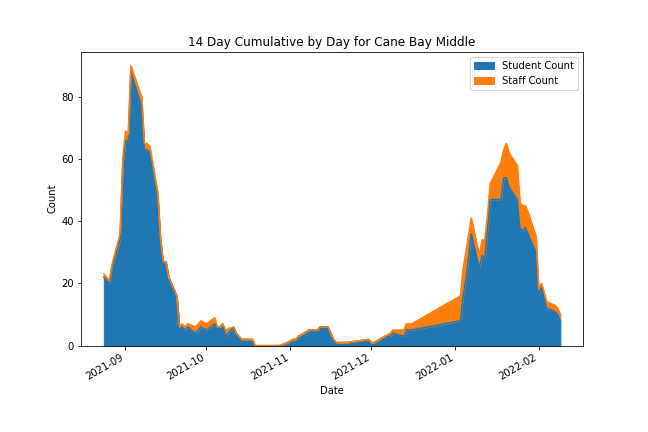 14 Day Cumulative by Day for Cane Bay Middle
Student Count
Staff Count
Count
80
60
40
20
0
2021-09
2021-10
2021-11
2021-12
2022-01
2022-02
Date